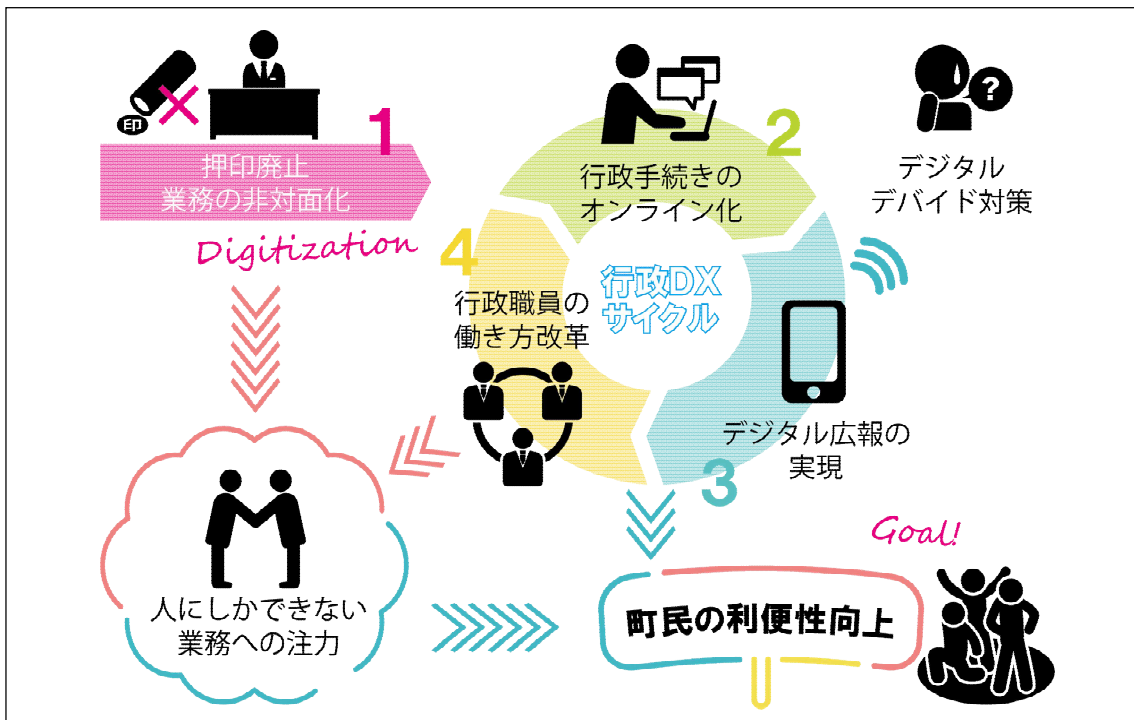 印
1
押印廃止
業務の非対面化
Digitization
2
行政手続きの
オンライン化
?
デジタル
デバイド対策
行政DX
サイクル
4
行政職員の
働き方改革
デジタル広報の
実現
3
人にしかできない
業務への注力
Goal!
町民の利便性向上